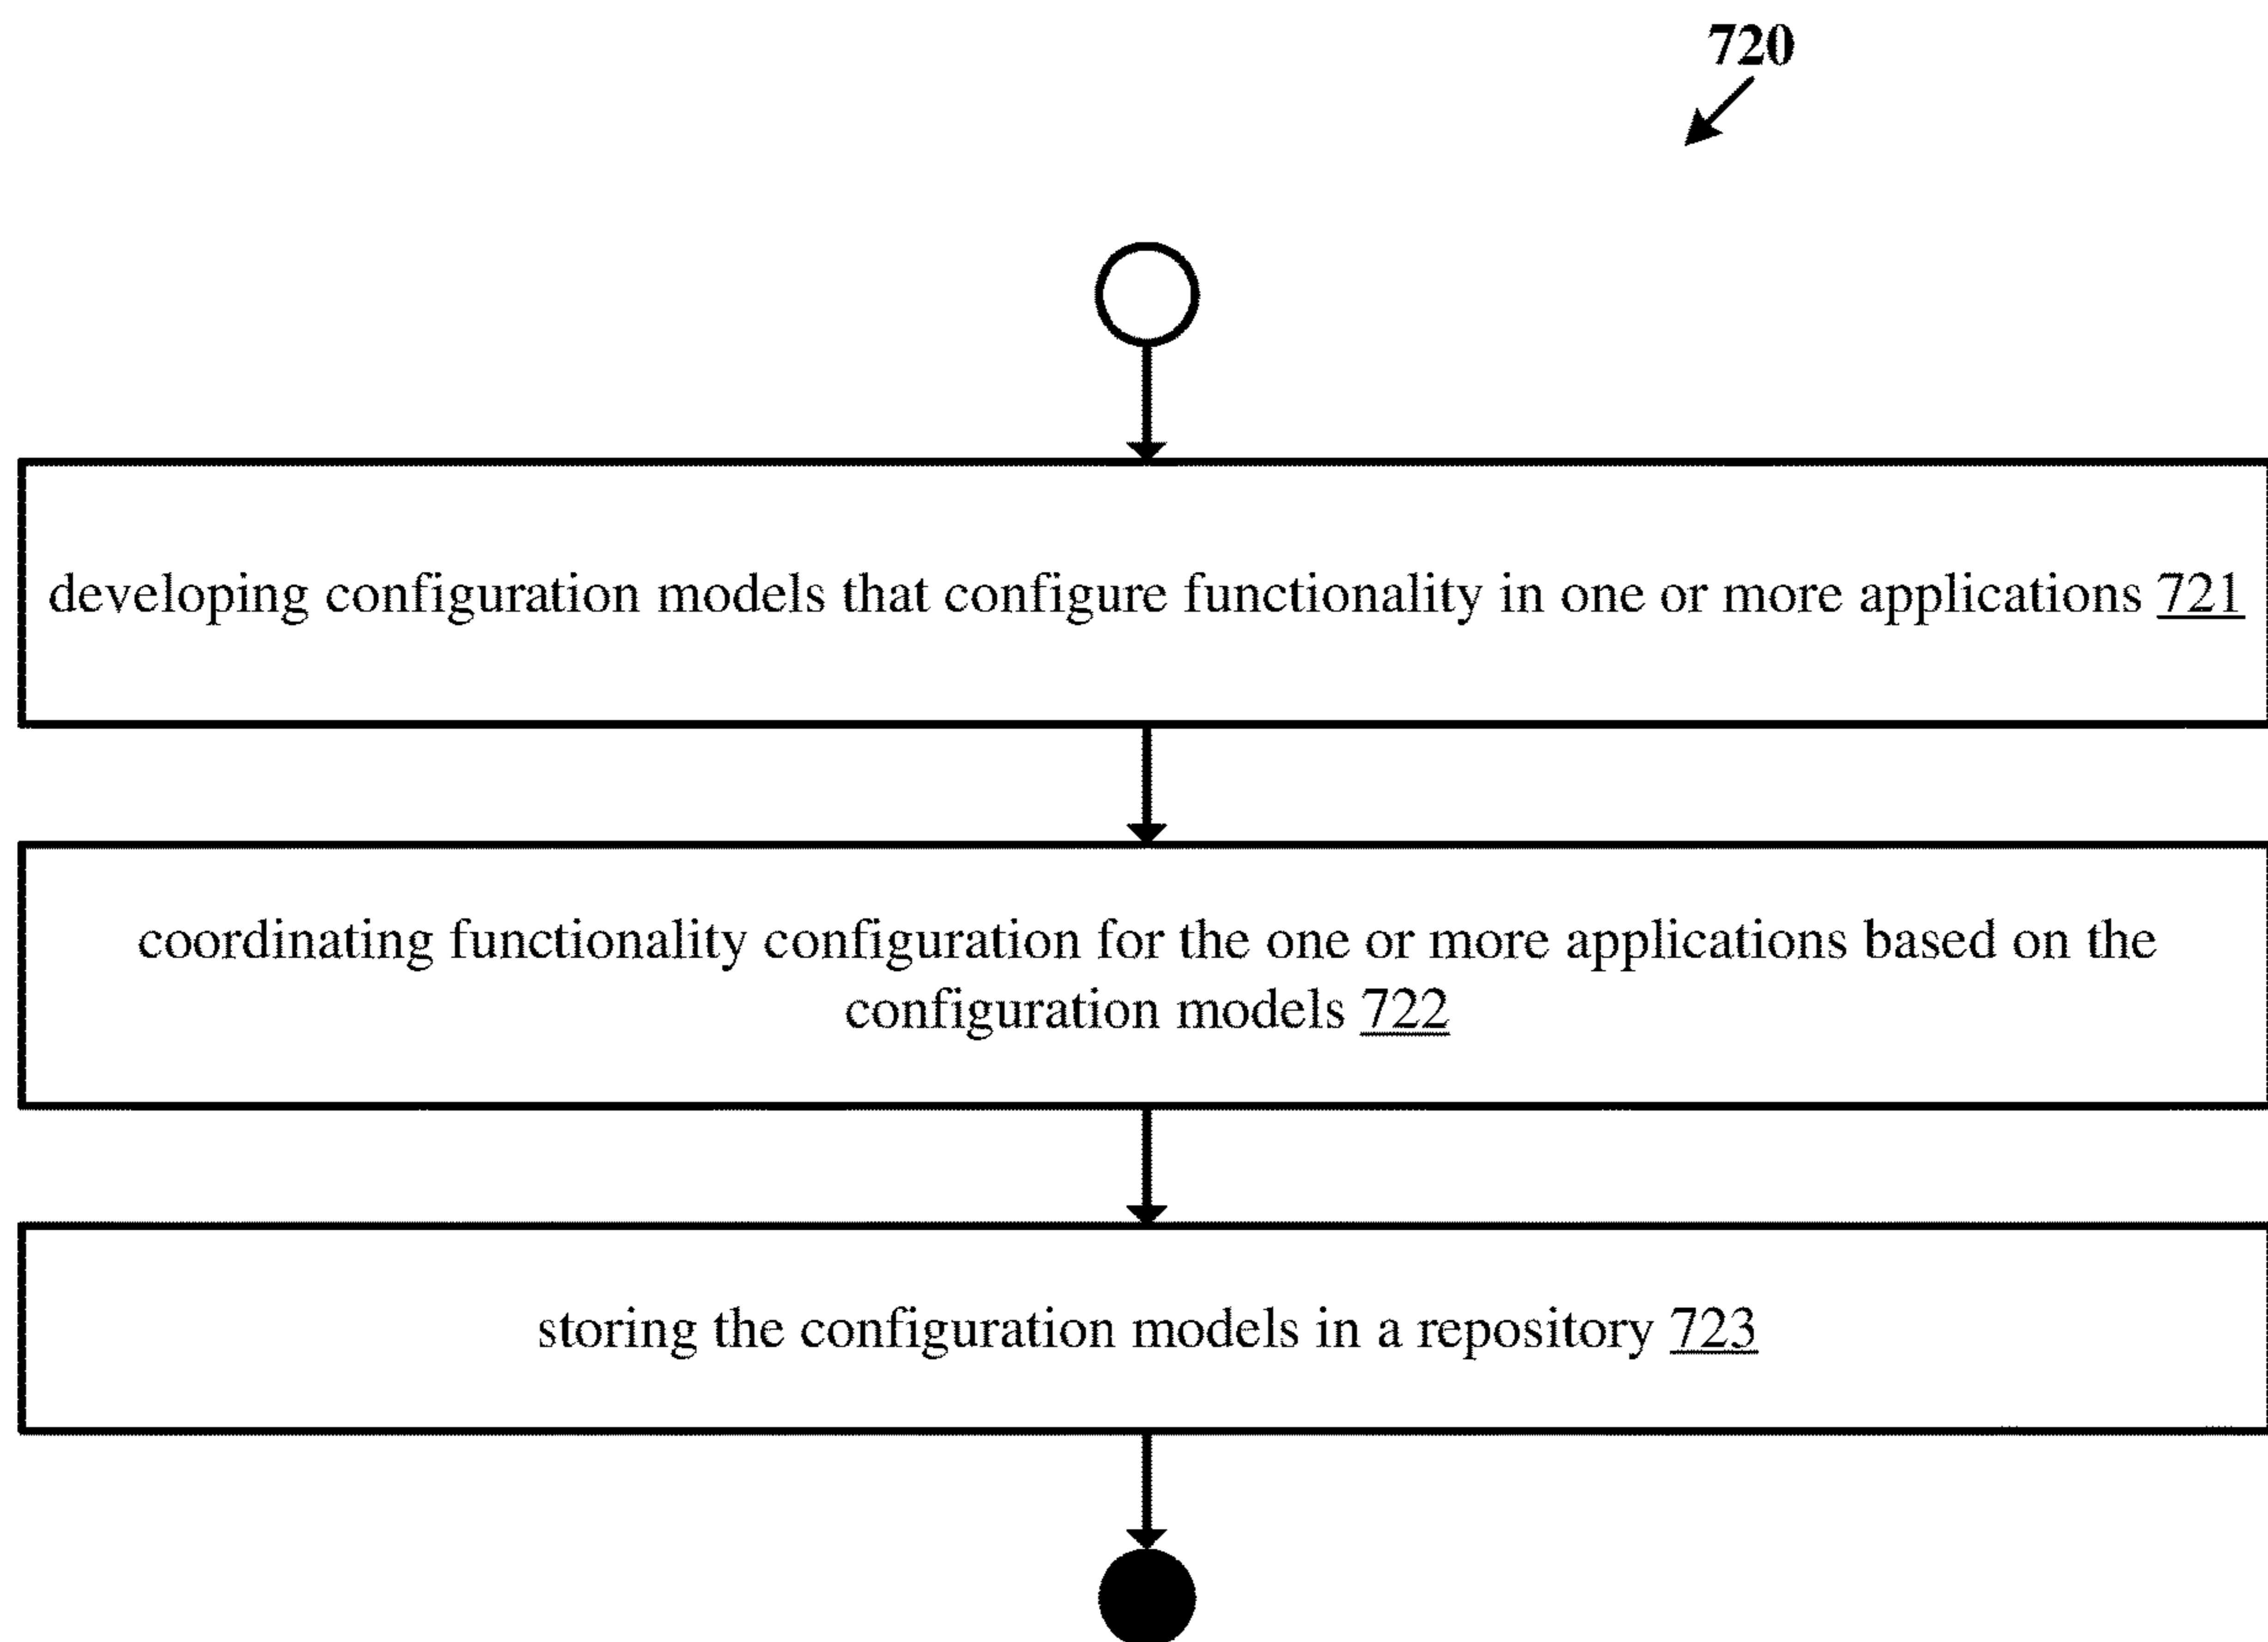 720
developing configuration models that configure functionality in one or more applications 721
coordinating functionality configuration for the one or more applications based on the
configuration models 722
storing the configuration models in a repository 723